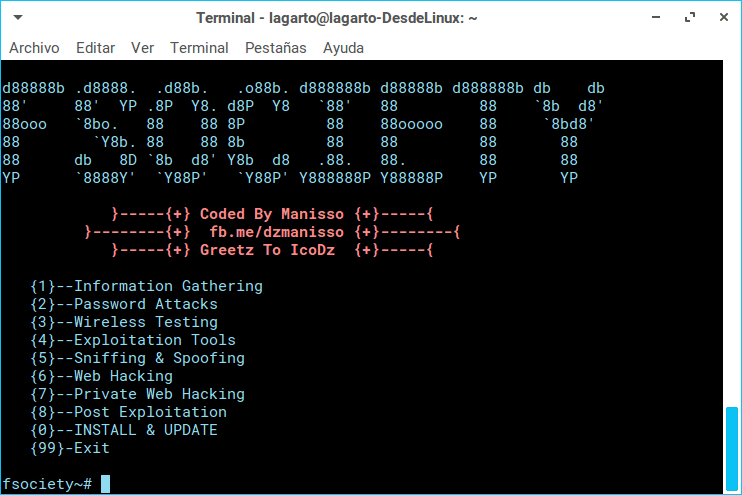 Terminal - lagarto@lagarto-DesdeLinux: ~
Archivo Editar Ver Terminal Pestañas Ayuda
d88888b .d8888.  .d88b.   .o88b. d888888b d88888b d888888b db    db
88'     88'  YP .8P  Y8. d8P  Y8   `88'   88         88    `8b  d8'
88ooo   `8bo.   88    88 8P         88    88ooooo    88     `8bd8'
88        `Y8b. 88    88 8b         88    88         88       88
88      db   8D `8b  d8' Y8b  d8   .88.   88.        88       88
YP      `8888Y'  `Y88P'   `Y88P' Y888888P Y88888P    YP       YP
}-----{+} Coded By Manisso {+}-----{
}--------{+}  fb.me/dzmanisso {+}--------{
}-----{+} Greetz To IcoDz  {+}-----{
{1}--Information Gathering
{2}--Password Attacks
{3}--Wireless Testing
{4}--Exploitation Tools
{5}--Sniffing & Spoofing
{6}--Web Hacking
{7}--Private Web Hacking
{8}--Post Exploitation
{0}--INSTALL & UPDATE
{99}-Exit
fsociety~#